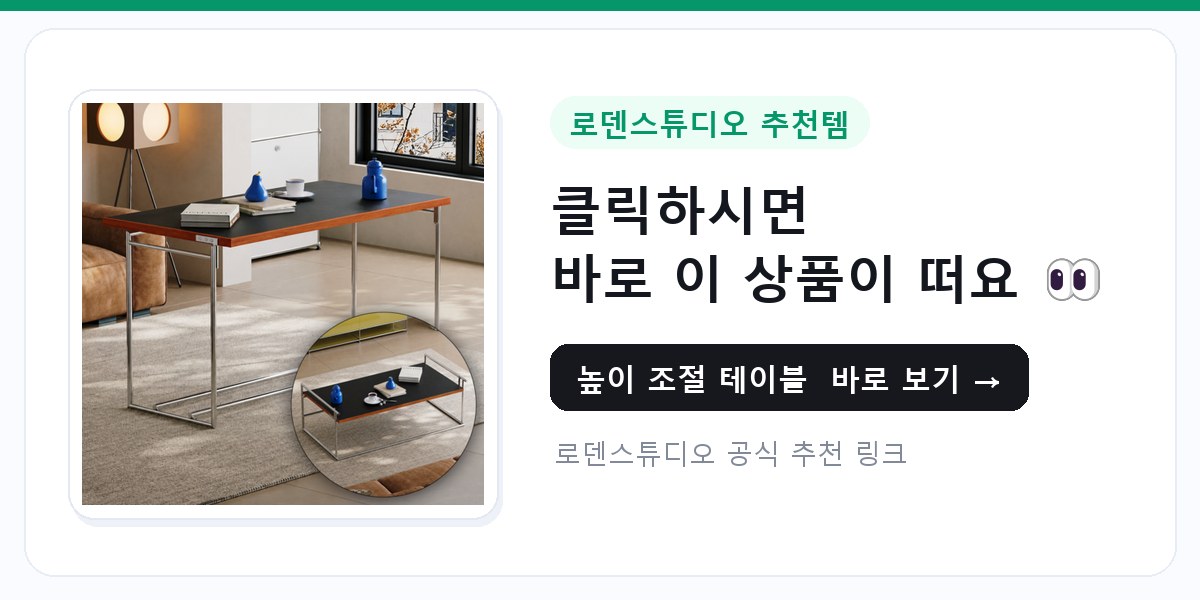 로덴스튜디오 추천템
클릭하시면
바로 이 상품이 떠요 👀
높이 조절 테이블 바로 보기 →
로덴스튜디오 공식 추천 링크